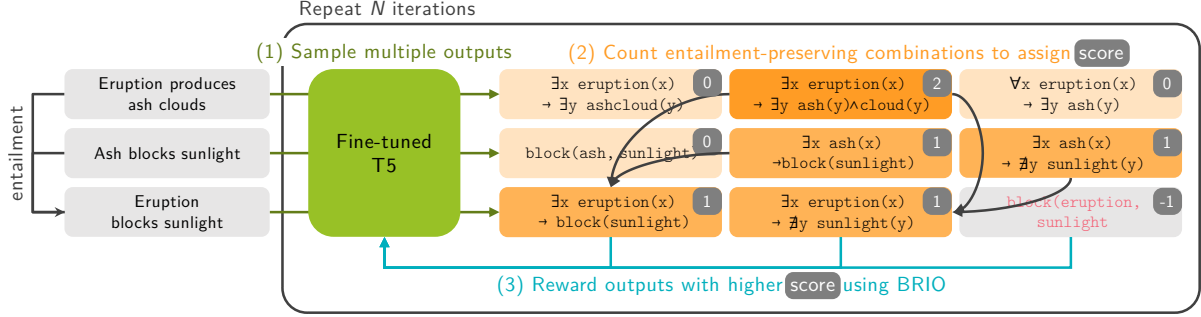 Repeat N iterations
(1) Sample multiple outputs
(2) Count entailment-preserving combinations to assign score
entailment
Eruption produces
ash clouds
Ash blocks sunlight
Eruption
blocks sunlight
Fine-tuned
T5
∃x eruption(x)
→ ∃y ashcloud(y)
0
∃x eruption(x)
→ ∃y ash(y)∧cloud(y)
2
∀x eruption(x)
→ ∃y ash(y)
0
block(ash, sunlight)
0
∃x ash(x)
→block(sunlight)
1
∃x ash(x)
→ ∄y sunlight(y)
1
∃x eruption(x)
→ block(sunlight)
1
∃x eruption(x)
→ ∄y sunlight(y)
1
block(eruption,
sunlight
-1
(3) Reward outputs with higher score using BRIO